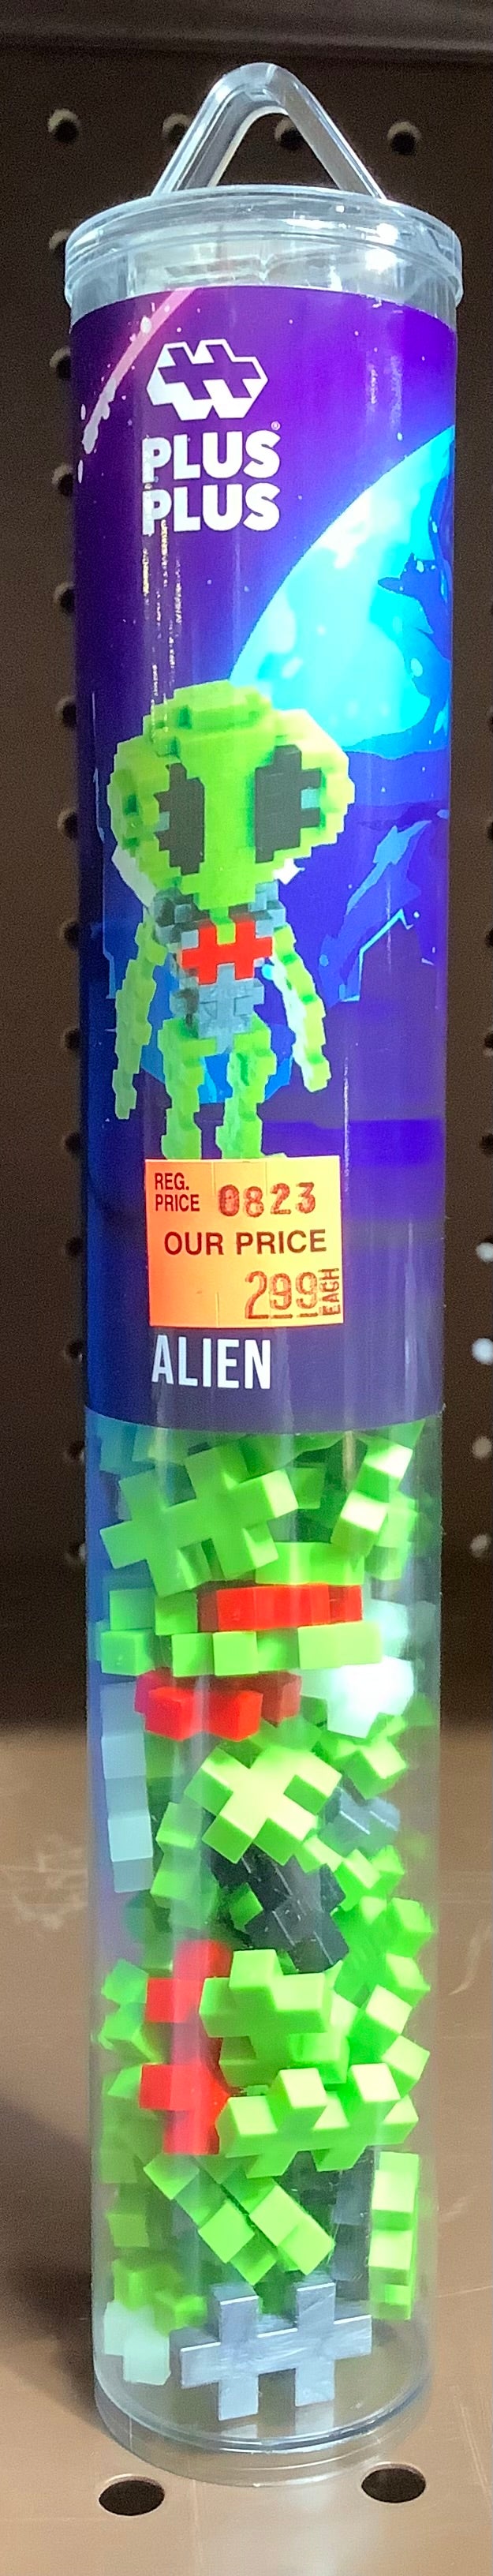 PLUS®
PLUS
REG.
PRICE 0823
OUR PRICE
299 EACH
ALIEN